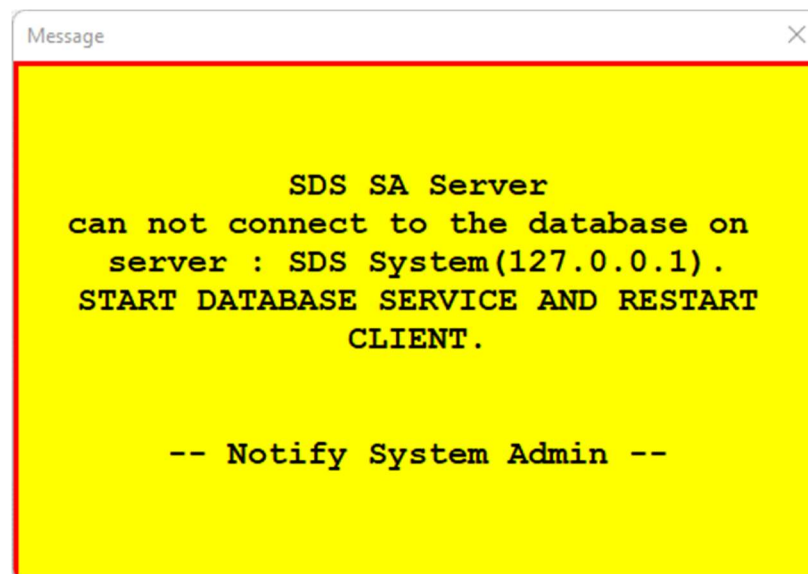 Message
SDS SA Server
can not connect to the database on
server : SDS System(127.0.0.1).
START DATABASE SERVICE AND RESTART
CLIENT.
-- Notify System Admin --